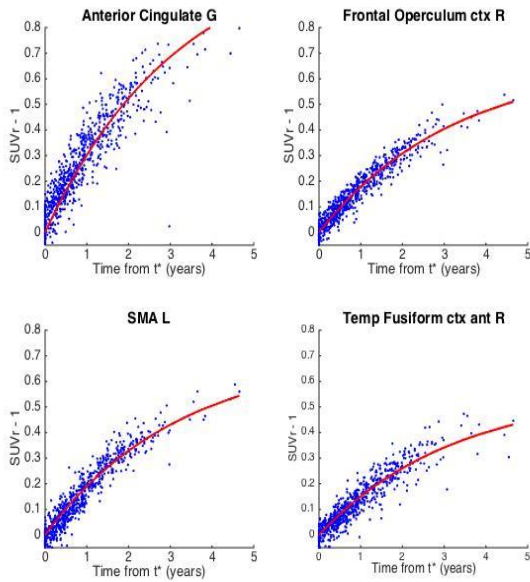 Anterior Cingulate G
0.8
0.7
0.6
0.5
0.4
0.3
0.2
0.1
0
SUVr - 1
0 1 2 3 4 5
Time from t* (years)
Frontal Operculum ctx R
0.8
0.7
0.6
0.5
0.4
0.3
0.2
0.1
0
SUVr - 1
0 1 2 3 4 5
Time from t* (years)
SMA L
0.8
0.7
0.6
0.5
0.4
0.3
0.2
0.1
0
SUVr - 1
0 1 2 3 4 5
Time from t* (years)
Temp Fusiform ctx ant R
0.8
0.7
0.6
0.5
0.4
0.3
0.2
0.1
0
SUVr - 1
0 1 2 3 4 5
Time from t* (years)